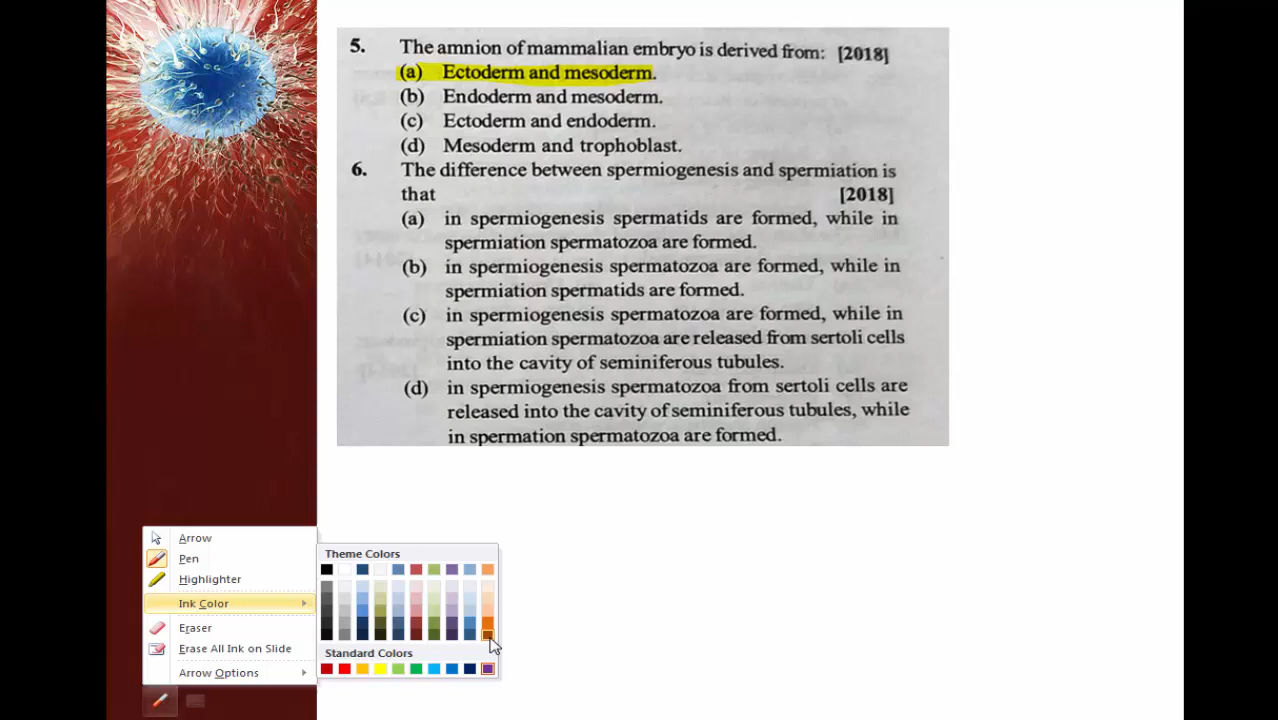 5. The amnion of mammalian embryo is derived from: [2018]
(a) Ectoderm and mesoderm.
(b) Endoderm and mesoderm.
(c) Ectoderm and endoderm.
(d) Mesoderm and trophoblast.
6. The difference between spermiogenesis and spermiation is
that [2018]
(a) in spermiogenesis spermatids are formed, while in
spermiation spermatozoa are formed.
(b) in spermiogenesis spermatozoa are formed, while in
spermiation spermatids are formed.
(c) in spermiogenesis spermatozoa are formed, while in
spermiation spermatozoa are released from sertoli cells
into the cavity of seminiferous tubules.
(d) in spermiogenesis spermatozoa from sertoli cells are
released into the cavity of seminiferous tubules, while
in spermation spermatozoa are formed.
Arrow
Pen
Highlighter
Ink Color
Eraser
Erase All Ink on Slide
Arrow Options
Theme Colors
Standard Colors